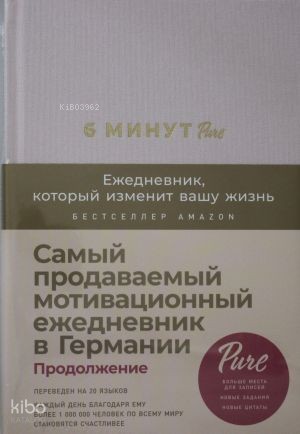 KIB03962
6 МИНУТ Pure
Ежедневник,
который изменит вашу жизнь
БЕСТСЕЛЛЕР AMAZON
Самый
продаваемый
мотивационный
ежедневник
в Германии
Продолжение
ПЕРЕВЕДЕН НА 20 ЯЗЫКОВ
КАЖДЫЙ ДЕНЬ БЛАГОДАРЯ ЕМУ
БОЛЕЕ 1 000 000 ЧЕЛОВЕК ПО ВСЕМУ МИРУ
СТАНОВЯТСЯ СЧАСТЛИВЕЕ
Pure
БОЛЬШЕ МЕСТА
ДЛЯ ЗАПИСЕЙ
НОВЫЕ ЗАДАНИЯ
НОВЫЕ ЦИТАТЫ
kibo